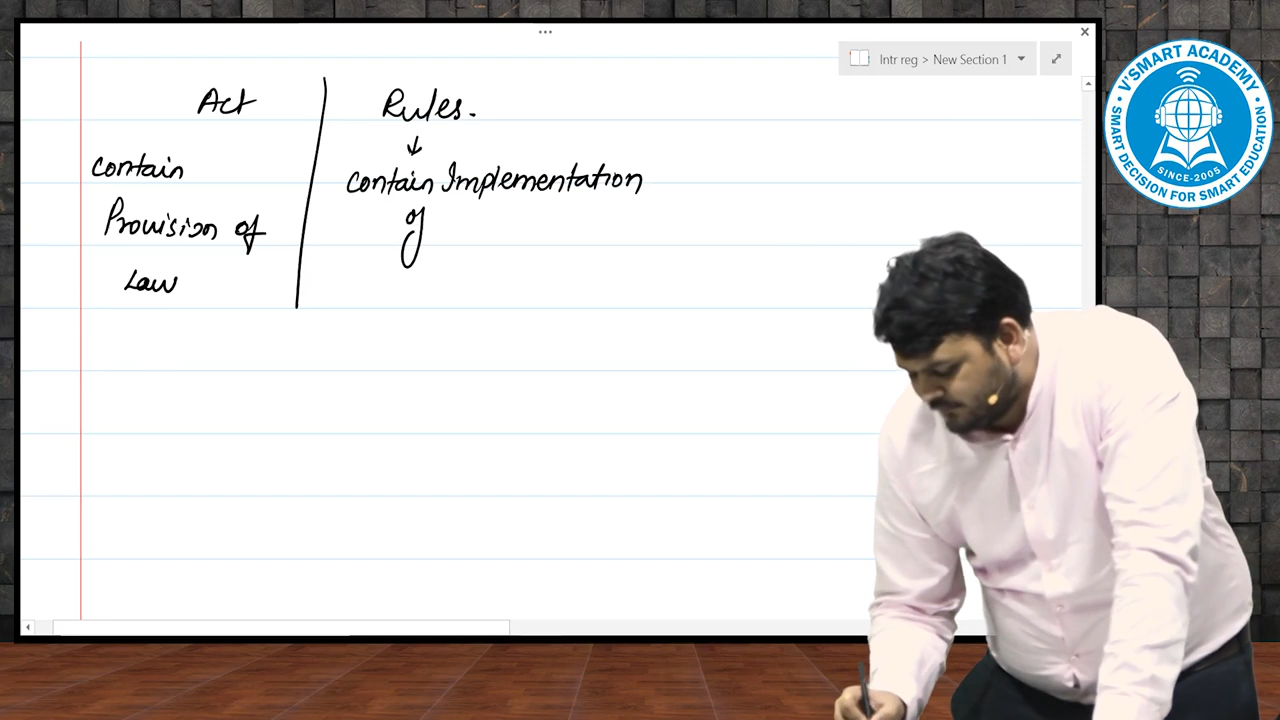 Intr reg > New Section 1
Act
contain
Provision of
Law
Rules.
contain Implementation
of
V'SMART ACADEMY
SINCE-2005
SMART DECISION FOR SMART EDUCATION